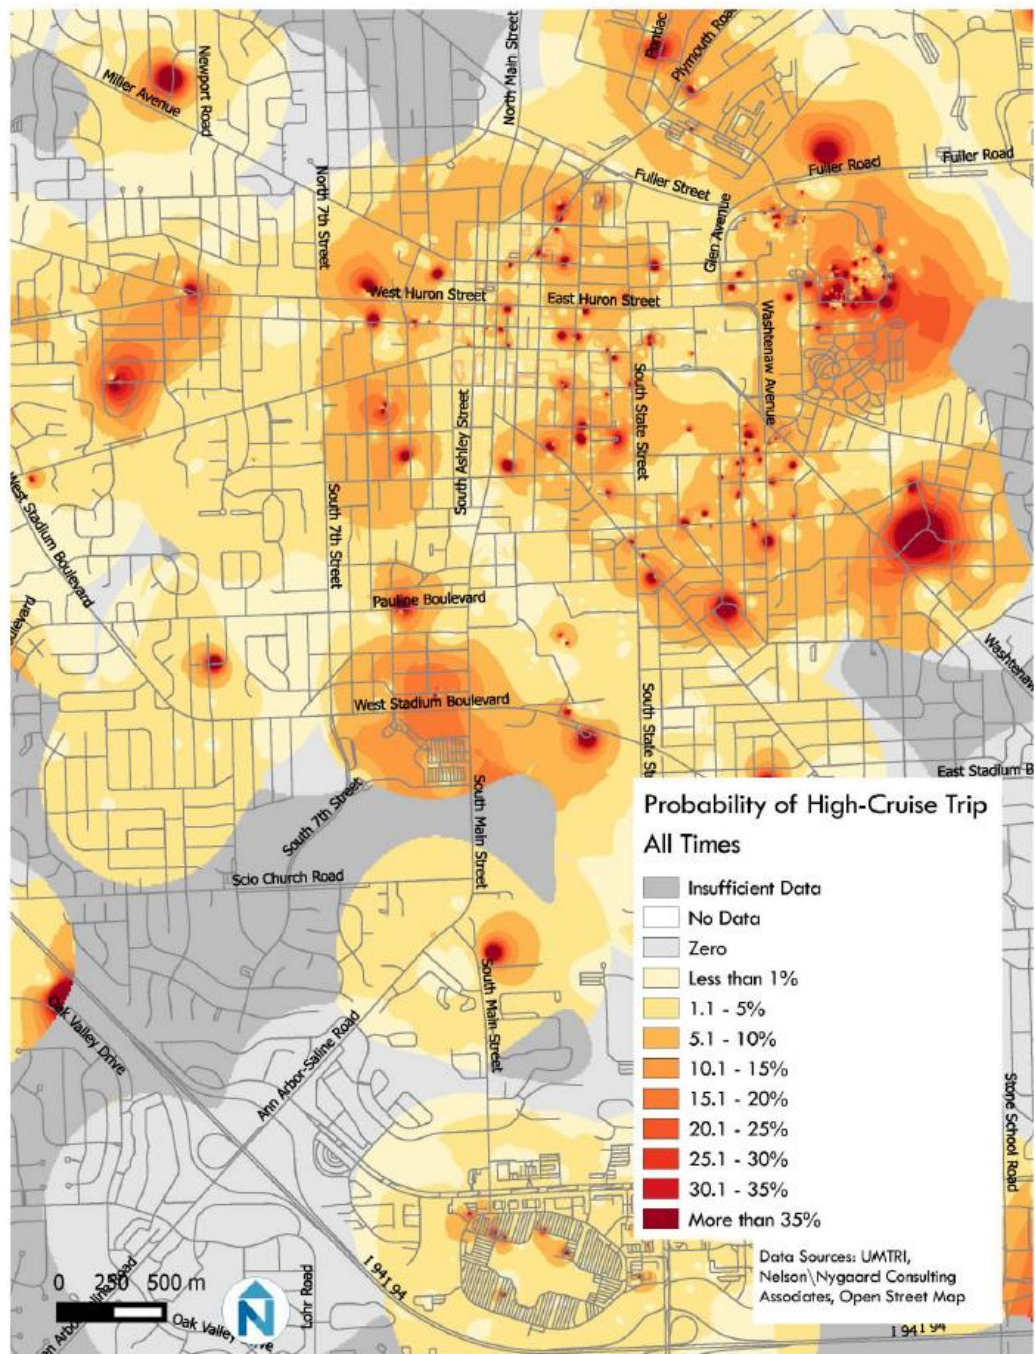 Pontiac
Plymouth Road
North Main Street
Newport Road
Miller Avenue
Fuller Road
Fuller Road
Fuller Street
North 7th Street
Glen Avenue
West Huron Street
East Huron Street
Washtenaw Avenue
South State Street
South Ashley Street
West Stadium Boulevard
South 7th Street
Pauline Boulevard
oulevard
Washtenaw
West Stadium Boulevard
South State Str
East Stadium B
South 7th Street
South Main Street
Scio Church Road
South Main Street
Oak Valley Drive
Ann Arbor-Saline Road
Stone School Road
Probability of High-Cruise Trip
All Times
Insufficient Data
No Data
Zero
Less than 1%
1.1 - 5%
5.1 - 10%
10.1 - 15%
15.1 - 20%
20.1 - 25%
25.1 - 30%
30.1 - 35%
More than 35%
Data Sources: UMTRI,
Nelson\Nygaard Consulting
Associates, Open Street Map
I 94 I 94
I 94 I 94
0 250 500 m
N
Lohr Road